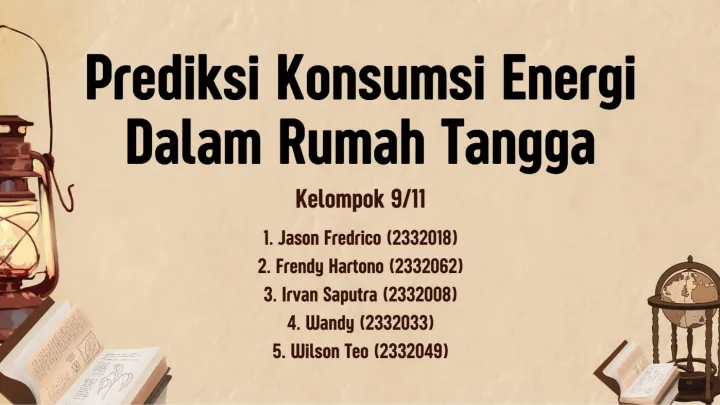 Prediksi Konsumsi Energi
Dalam Rumah Tangga
Kelompok 9/11
1. Jason Fredrico (2332018)
2. Frendy Hartono (2332062)
3. Irvan Saputra (2332008)
4. Wandy (2332033)
5. Wilson Teo (2332049)